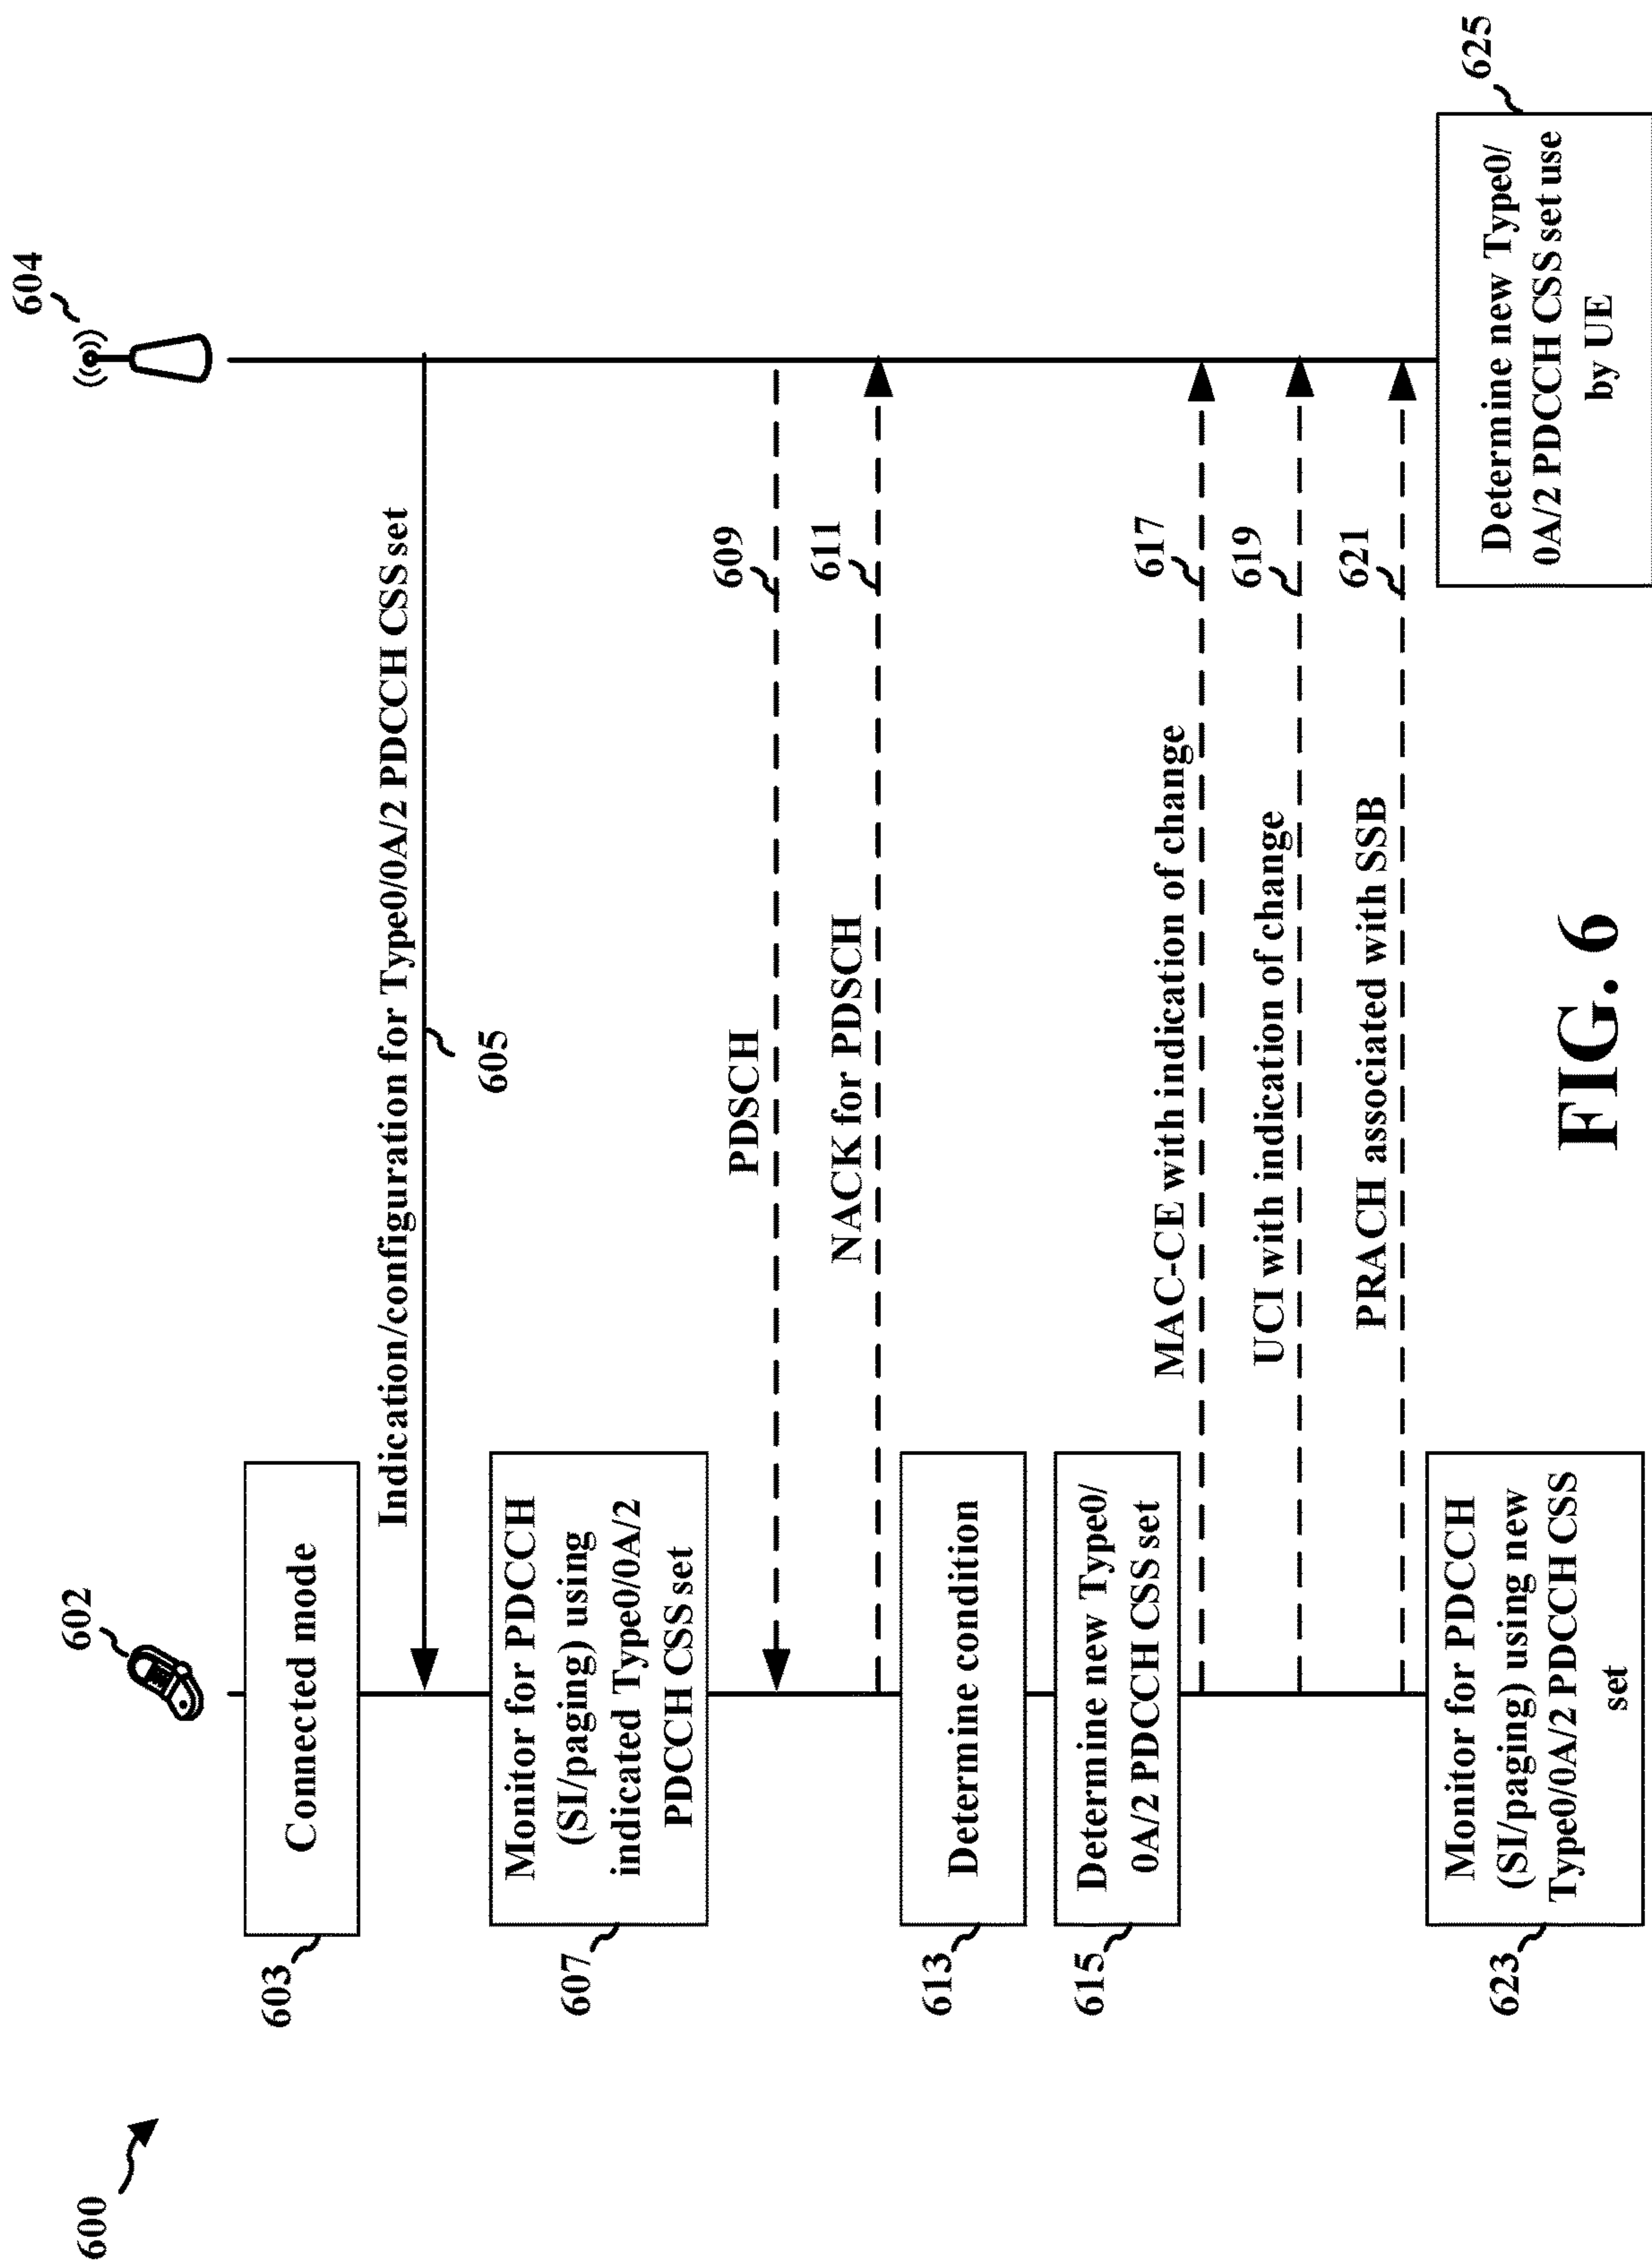 600
602
604
603
Connected mode
Indication/configuration for Type0/0A/2 PDCCH CSS set
605
607
Monitor for PDCCH
(SI/paging) using
indicated Type0/0A/2
PDCCH CSS set
PDSCH
609
NACK for PDSCH
611
613
Determine condition
615
Determine new Type0/
0A/2 PDCCH CSS set
MAC-CE with indication of change
617
UCI with indication of change
619
PRACH associated with SSB
621
623
Monitor for PDCCH
(SI/paging) using new
Type0/0A/2 PDCCH CSS
set
625
Determine new Type0/
0A/2 PDCCH CSS set use
by UE
FIG. 6